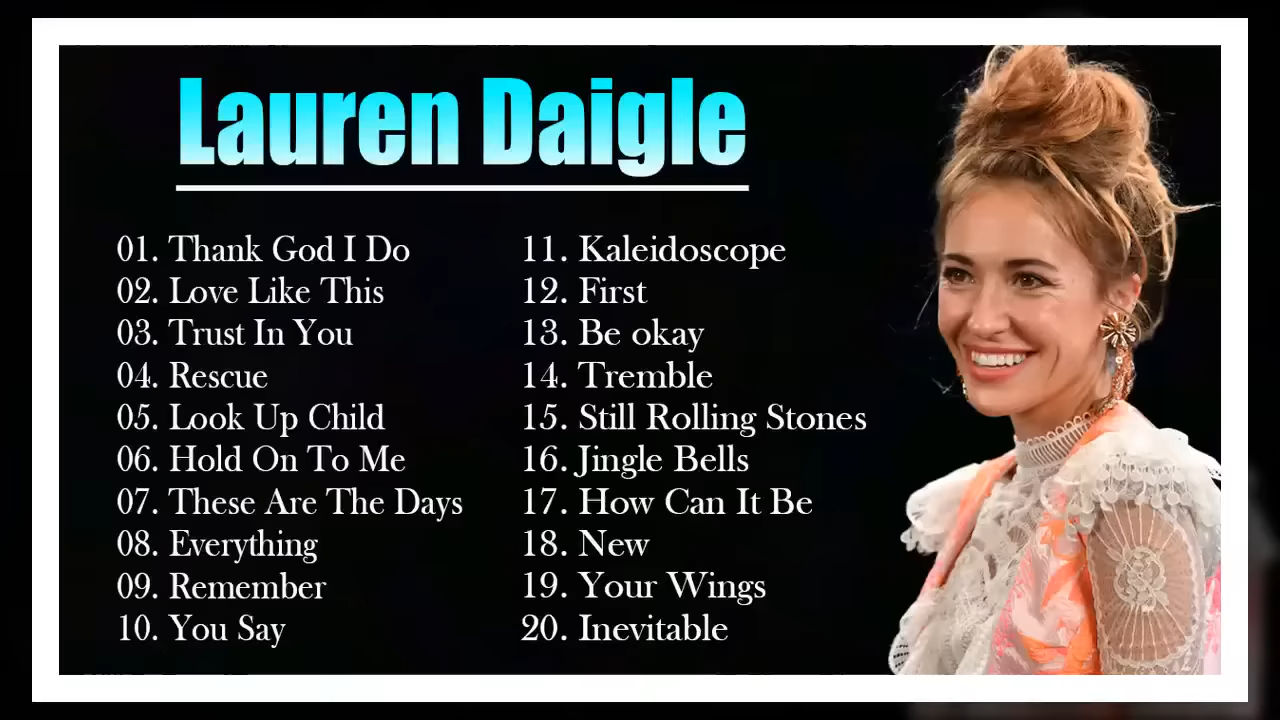 Lauren Daigle
01. Thank God I Do
02. Love Like This
03. Trust In You
04. Rescue
05. Look Up Child
06. Hold On To Me
07. These Are The Days
08. Everything
09. Remember
10. You Say
11. Kaleidoscope
12. First
13. Be okay
14. Tremble
15. Still Rolling Stones
16. Jingle Bells
17. How Can It Be
18. New
19. Your Wings
20. Inevitable